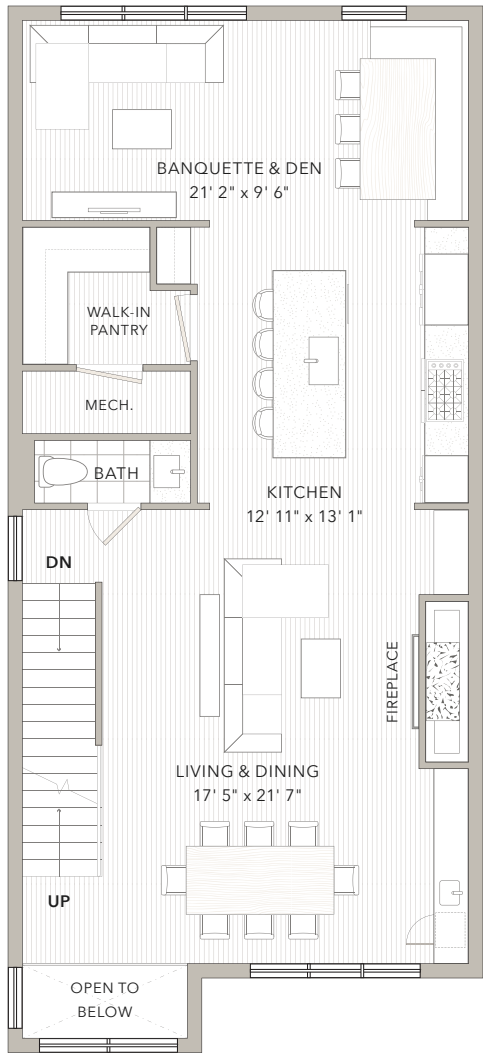 BANQUETTE & DEN
21' 2" x 9' 6"
WALK-IN
PANTRY
MECH.
BATH
KITCHEN
12' 11" x 13' 1"
DN
FIREPLACE
LIVING & DINING
17' 5" x 21' 7"
UP
OPEN TO
BELOW